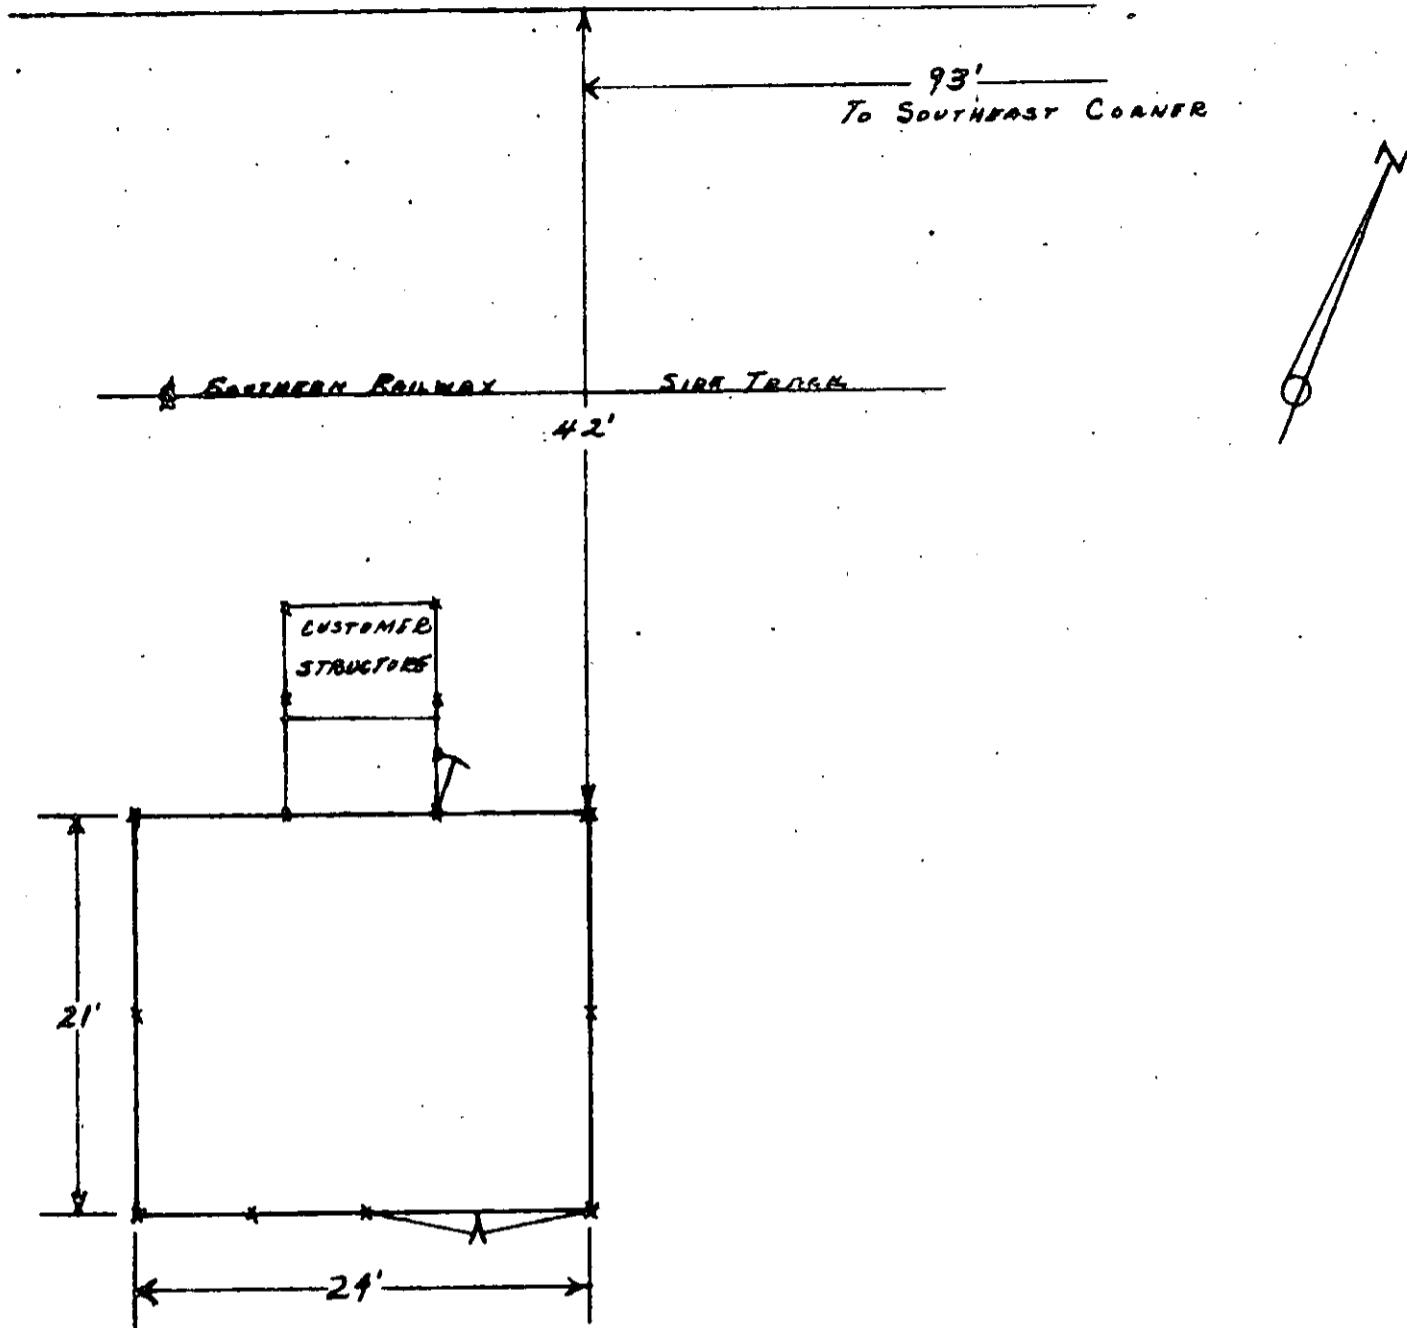 93'
TO SOUTHEAST CORNER
N
SOUTHERN RAILWAY SIDE TRACK
42'
CUSTOMER
STRUCTURE
21'
24'